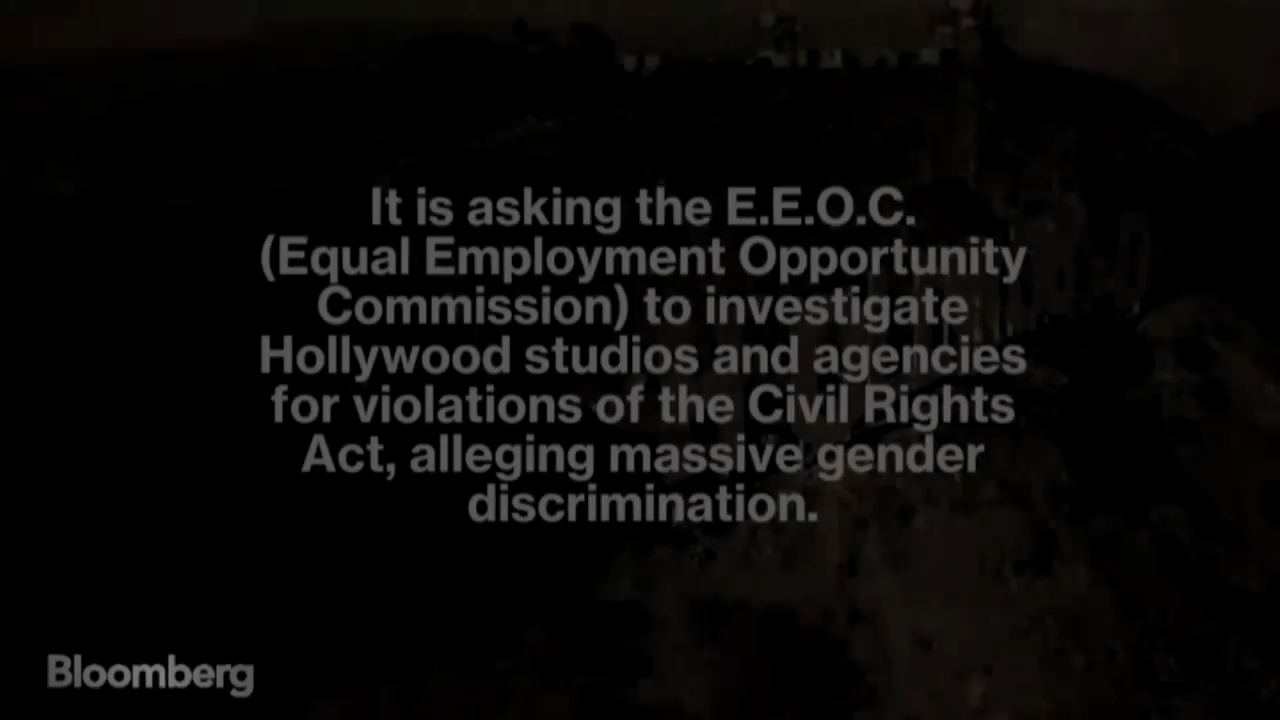 It is asking the E.E.O.C.
(Equal Employment Opportunity
Commission) to investigate
Hollywood studios and agencies
for violations of the Civil Rights
Act, alleging massive gender
discrimination.
Bloomberg